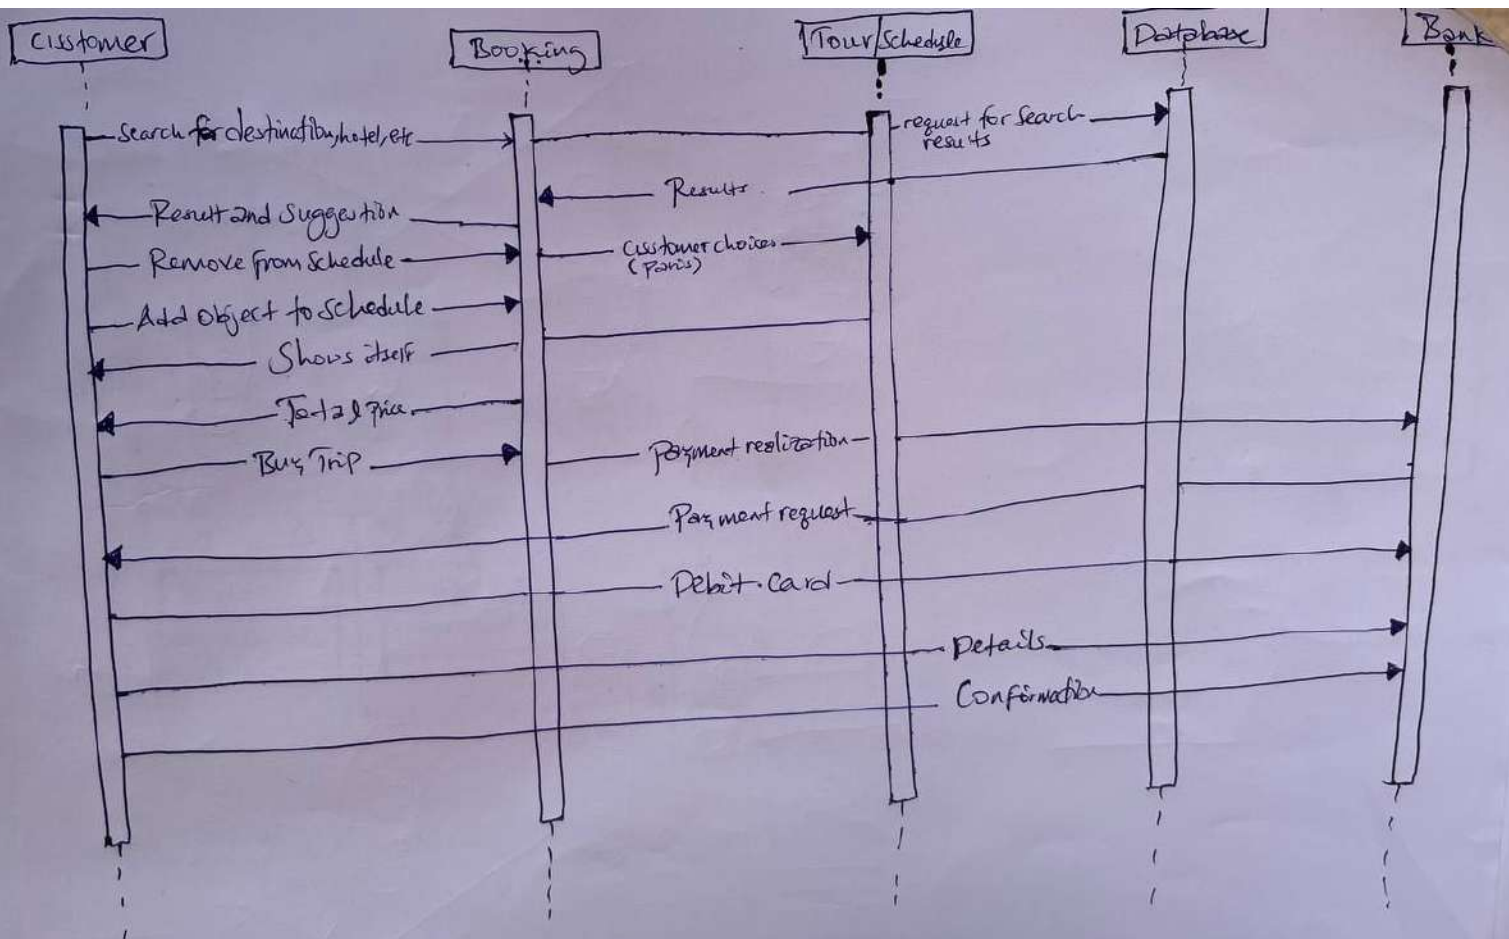 Cisstomer
Booking
Tour Schedule
Database
Bank
Search for destination, hotel, etc
request for search
results
Results
Result and suggestion
Cusstomer choices
(paris)
Remove from Schedule
Add object to schedule
Shows itself
Total price
Payment realization
Buy Trip
Payment request
Debit. Card
Details
Confirmation